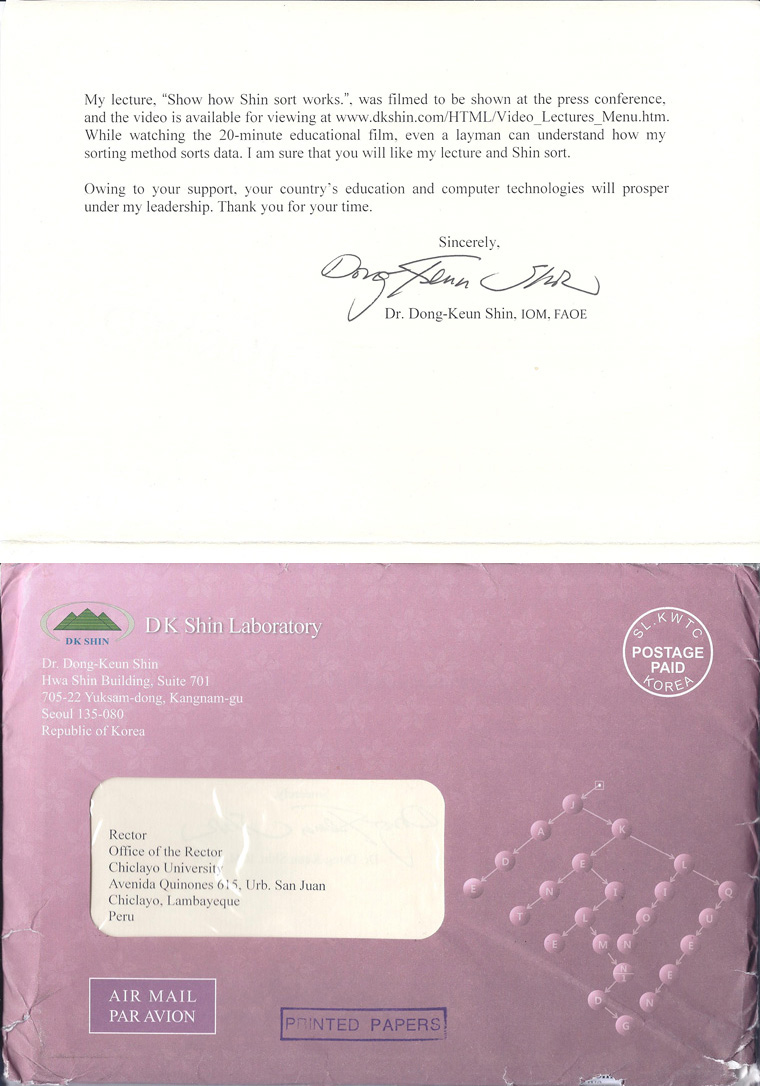 My lecture, “Show how Shin sort works.”, was filmed to be shown at the press conference,
and the video is available for viewing at www.dkshin.com/HTML/Video_Lectures_Menu.htm.
While watching the 20-minute educational film, even a layman can understand how my
sorting method sorts data. I am sure that you will like my lecture and Shin sort.
Owing to your support, your country’s education and computer technologies will prosper
under my leadership. Thank you for your time.
Sincerely,
Dong Keun Shin
Dr. Dong-Keun Shin, IOM, FAOE
DK SHIN
DK Shin Laboratory
Dr. Dong-Keun Shin
Hwa Shin Building, Suite 701
705-22 Yuksam-dong, Kangnam-gu
Seoul 135-080
Republic of Korea
SL.KWTC
POSTAGE
PAID
KOREA
Rector
Office of the Rector
Chiclayo University
Avenida Quinones 615, Urb. San Juan
Chiclayo, Lambayeque
Peru
J
A K
D E L
E N F I Q
T L O U
E M N E
N E
D N
G
AIR MAIL
PAR AVION
PRINTED PAPERS